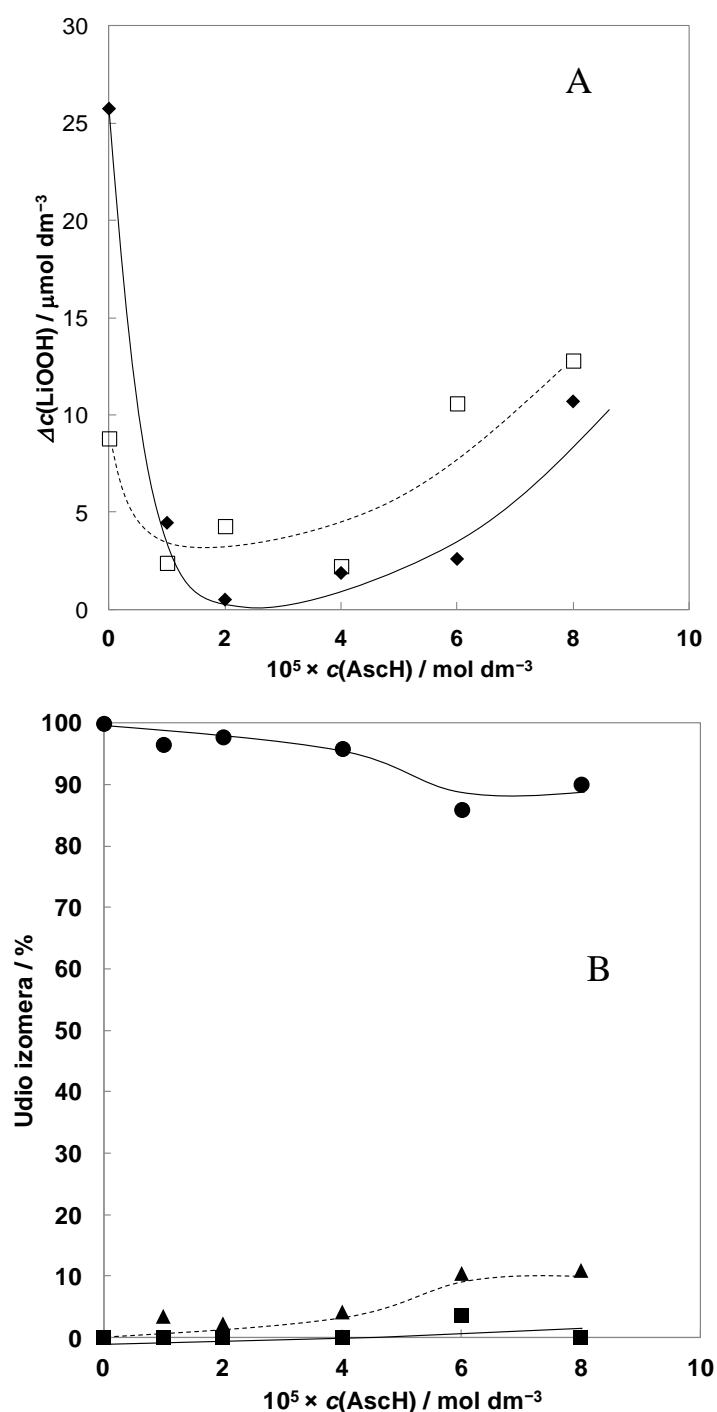 A
Δc(LiOOH) / μmol dm⁻³
30
25
20
15
10
5
0
0 2 4 6 8 10
10⁵ × c(AscH) / mol dm⁻³
B
Udio izomera / %
100
90
80
70
60
50
40
30
20
10
0
0 2 4 6 8 10
10⁵ × c(AscH) / mol dm⁻³